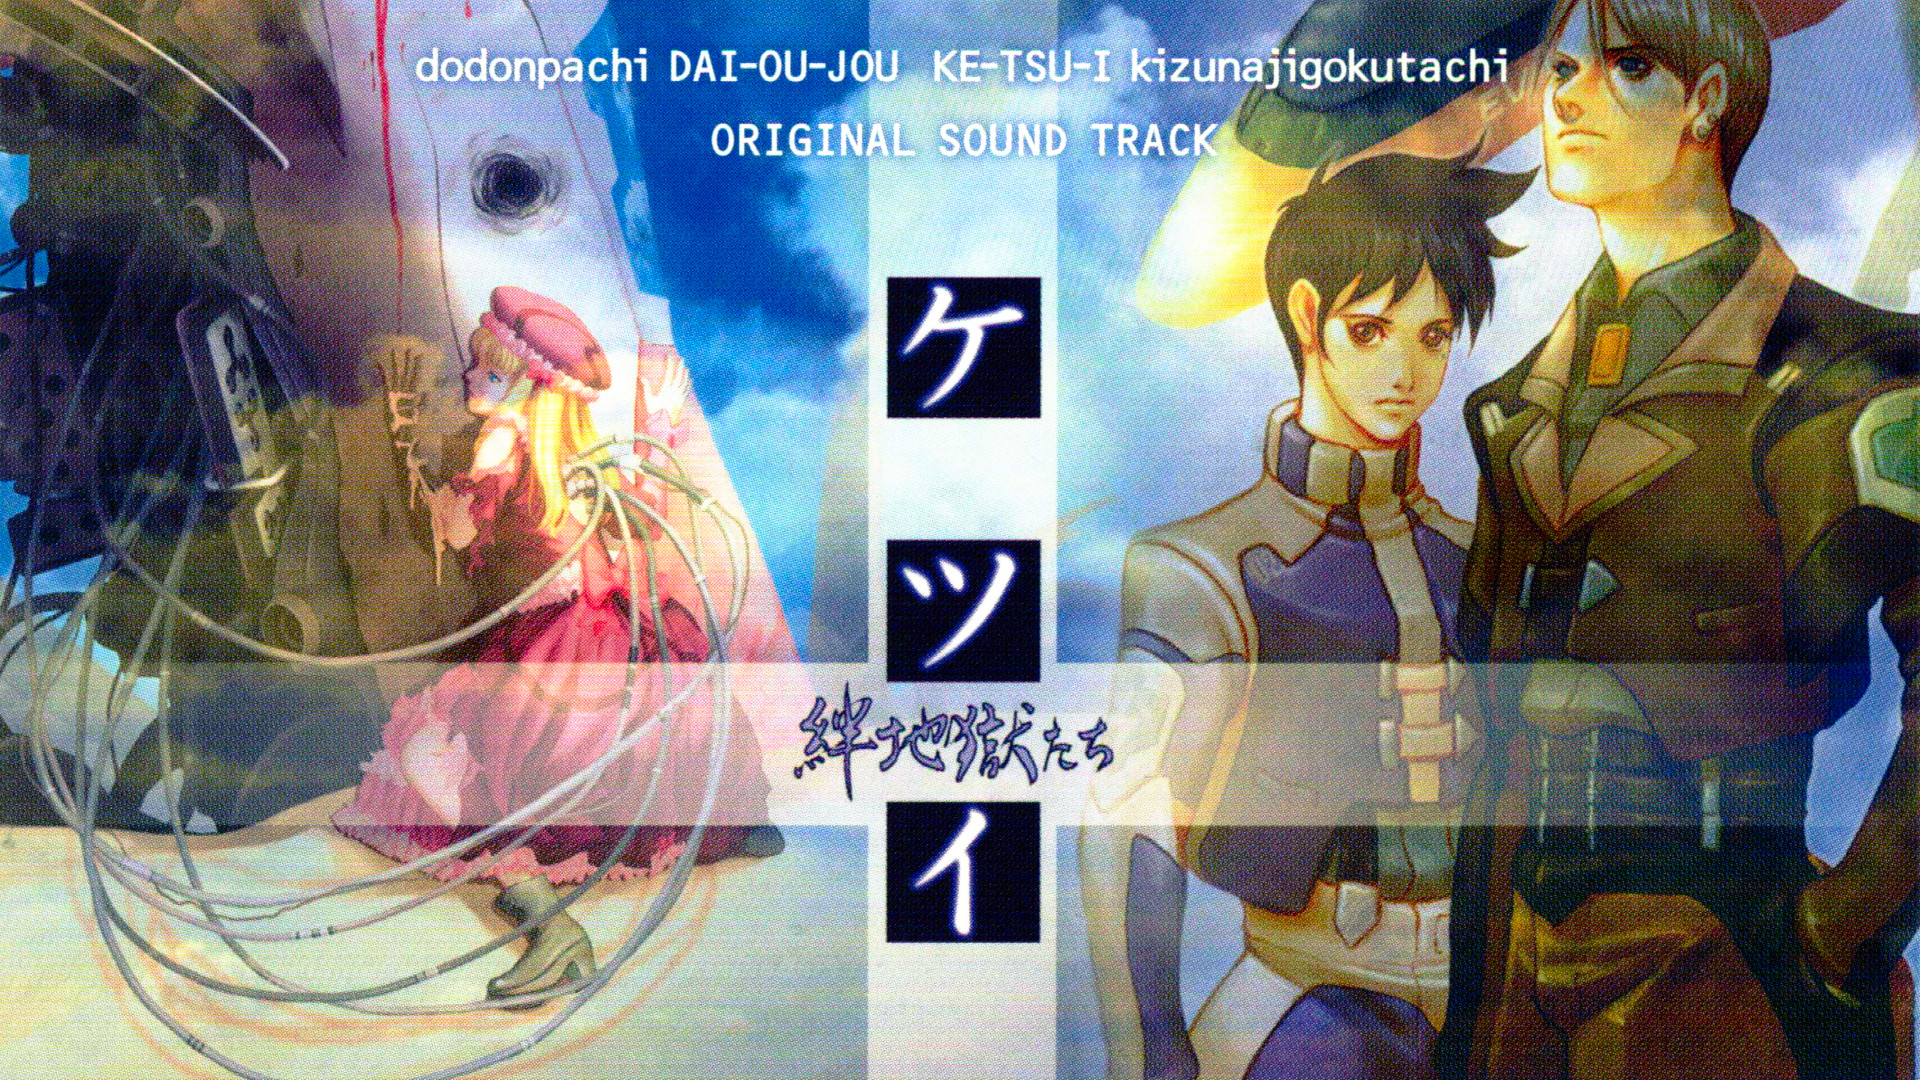 dodonpachi DAI-OU-JOU KE-TSU-I kizunajigokutachi
ORIGINAL SOUND TRACK
ケ
ツ
絆地獄たち
イ